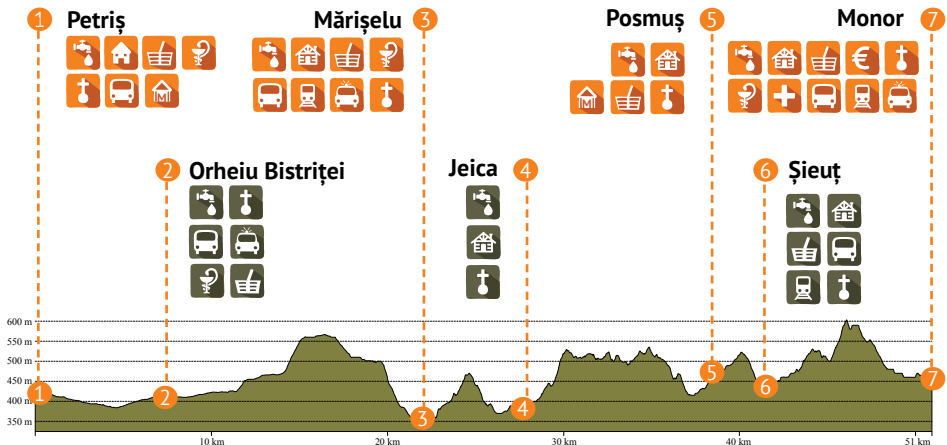 1 Petriș
Mărișelu 3
Posmuș 5
Monor 7
€
2 Orheiu Bistriței
Jeica 4
6 Șieuț
600 m
550 m
500 m
450 m
400 m
350 m
1
2
3
4
5
6
7
10 km
20 km
30 km
40 km
51 km